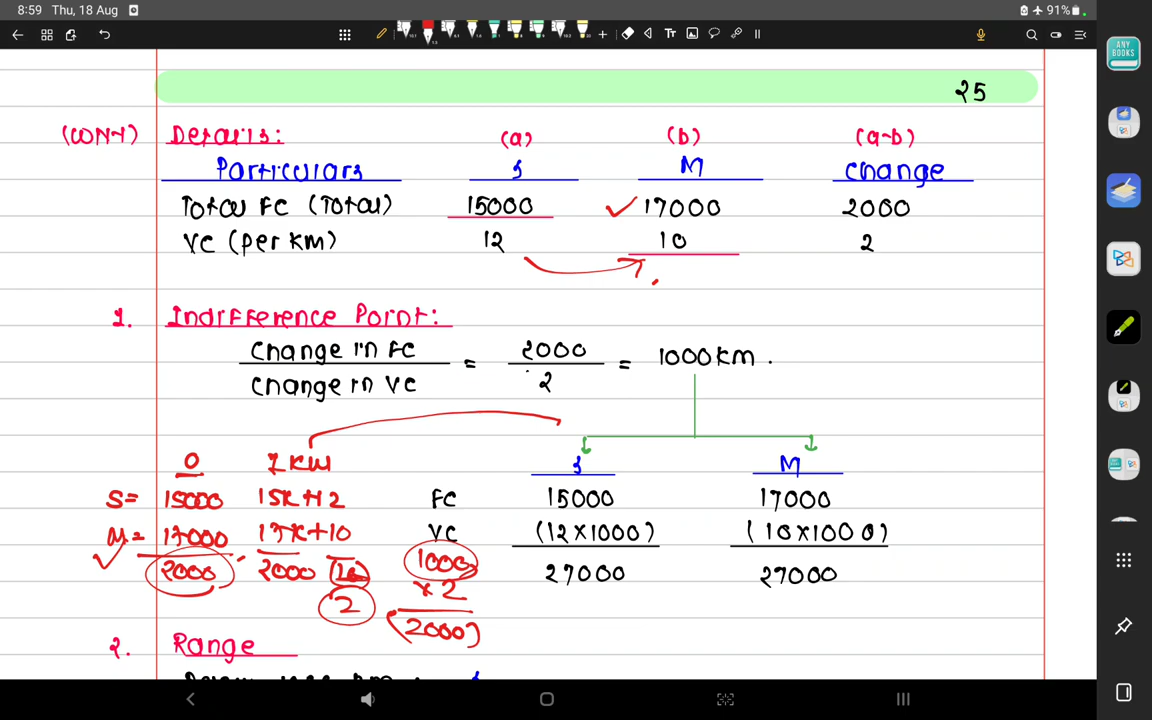 8:59 Thu, 18 Aug 91%
Tт
25
(CONT) Details: (a) (b) (a-b)
Particulars S M change
Total FC (Total) 15000 17000 2000
VC (per km) 12 10 2
1. Indifference Point:
change in FC / change in VC = 2000 / 2 = 1000 km.
0 1 km S M
S = 15000 15k+12 FC 15000 17000
M = 17000 17k+10 VC (12×1000) (10×1000)
2000 2000 1000 27000 27000
2 ×2
(2000)
2. Range
ANY BOOKS